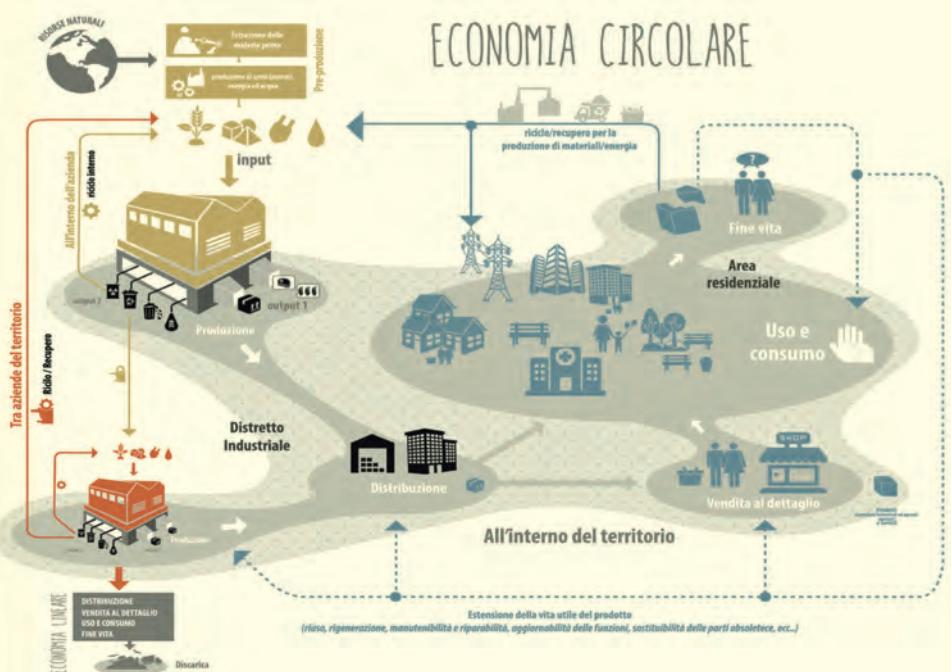 ECONOMIA CIRCOLARE
RISORSE NATURALI
Estrazione delle
materie prime
produzione di
energia ed acqua
Pre-produzione
input
riciclo/recupero per la
produzione di materiali/energia
All'interno dell'azienda
riciclo interno
Tra aziende del territorio
Riciclo / Recupero
output 2
output 1
Produzione
Fine vita
Area
residenziale
Uso e
consumo
Distretto
Industriale
Distribuzione
SHOP
Vendita al dettaglio
Produzione
All'interno del territorio
ECONOMIA LINEARE
DISTRIBUZIONE
VENDITA AL DETTAGLIO
USO E CONSUMO
FINE VITA
Discarica
Estensione della vita utile del prodotto
(riuso, rigenerazione, manutenibilità e riparabilità, aggiornabilità delle funzioni, sostituibilità delle parti obsoletece, ecc...)